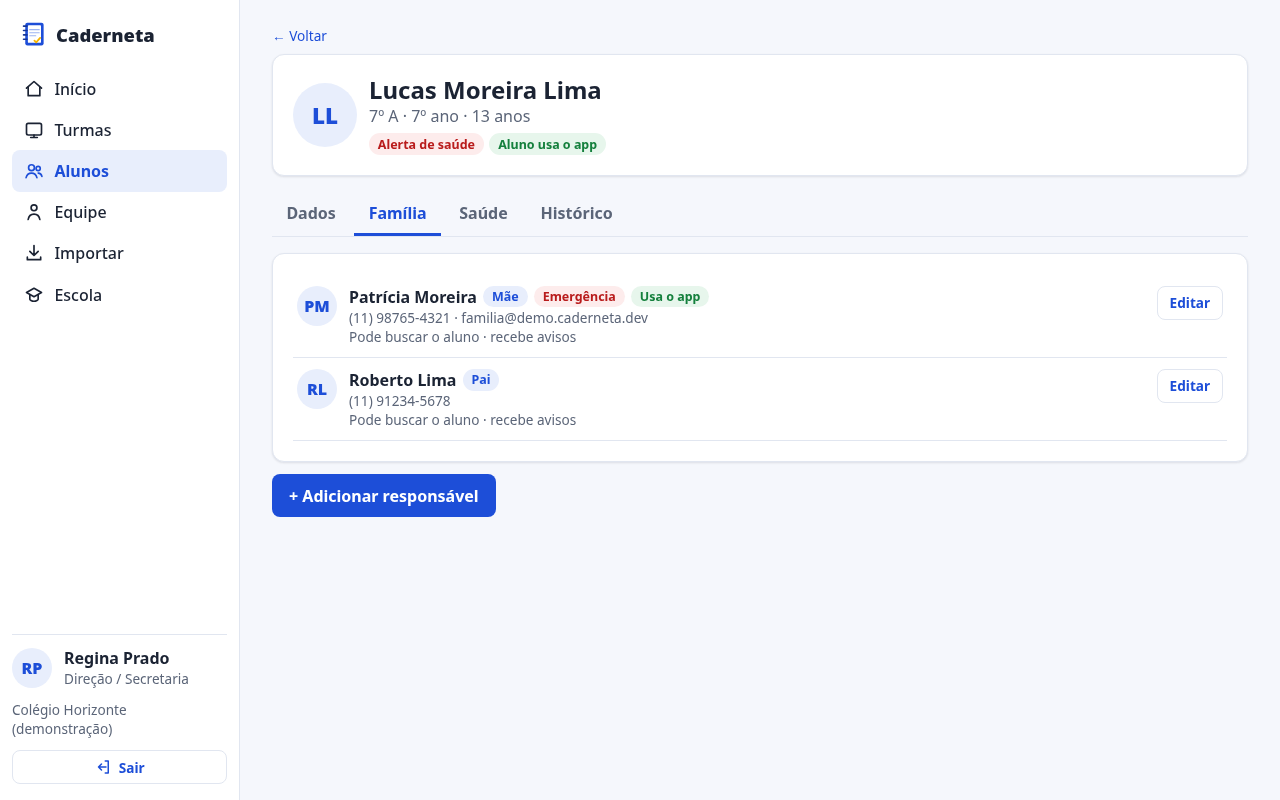 Caderneta
Início
Turmas
Alunos
Equipe
Importar
Escola
RP
Regina Prado
Direção / Secretaria
Colégio Horizonte
(demonstração)
Sair
← Voltar
LL
Lucas Moreira Lima
7º A · 7º ano · 13 anos
Alerta de saúde Aluno usa o app
Dados Família Saúde Histórico
PM
Patrícia Moreira Mãe Emergência Usa o app
(11) 98765-4321 · familia@demo.caderneta.dev
Pode buscar o aluno · recebe avisos
Editar
RL
Roberto Lima Pai
(11) 91234-5678
Pode buscar o aluno · recebe avisos
Editar
+ Adicionar responsável